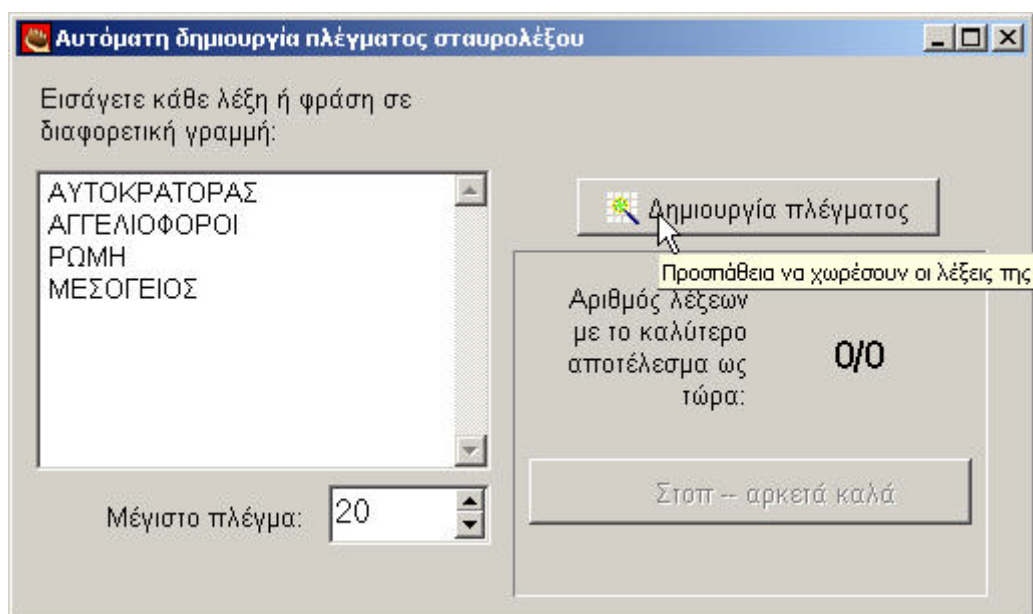 Αυτόματη δημιουργία πλέγματος σταυρολέξου
Εισάγετε κάθε λέξη ή φράση σε
διαφορετική γραμμή:
ΑΥΤΟΚΡΑΤΟΡΑΣ
ΑΓΓΕΛΙΟΦΟΡΟΙ
ΡΩΜΗ
ΜΕΣΟΓΕΙΟΣ
Μέγιστο πλέγμα:
20
Δημιουργία πλέγματος
Προσπάθεια να χωρέσουν οι λέξεις της
Αριθμός λέξεων
με το καλύτερο
αποτέλεσμα ως
τώρα:
0/0
Στοπ -- αρκετά καλά